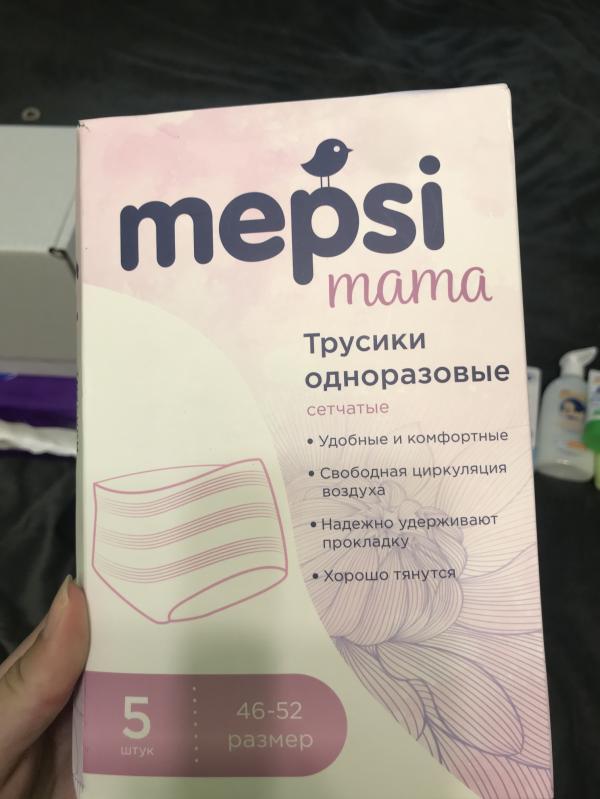 mepsi
mama
Трусики
одноразовые
сетчатые
• Удобные и комфортные
• Свободная циркуляция
воздуха
• Надежно удерживают
прокладку
• Хорошо тянутся
5
штук
46-52
размер